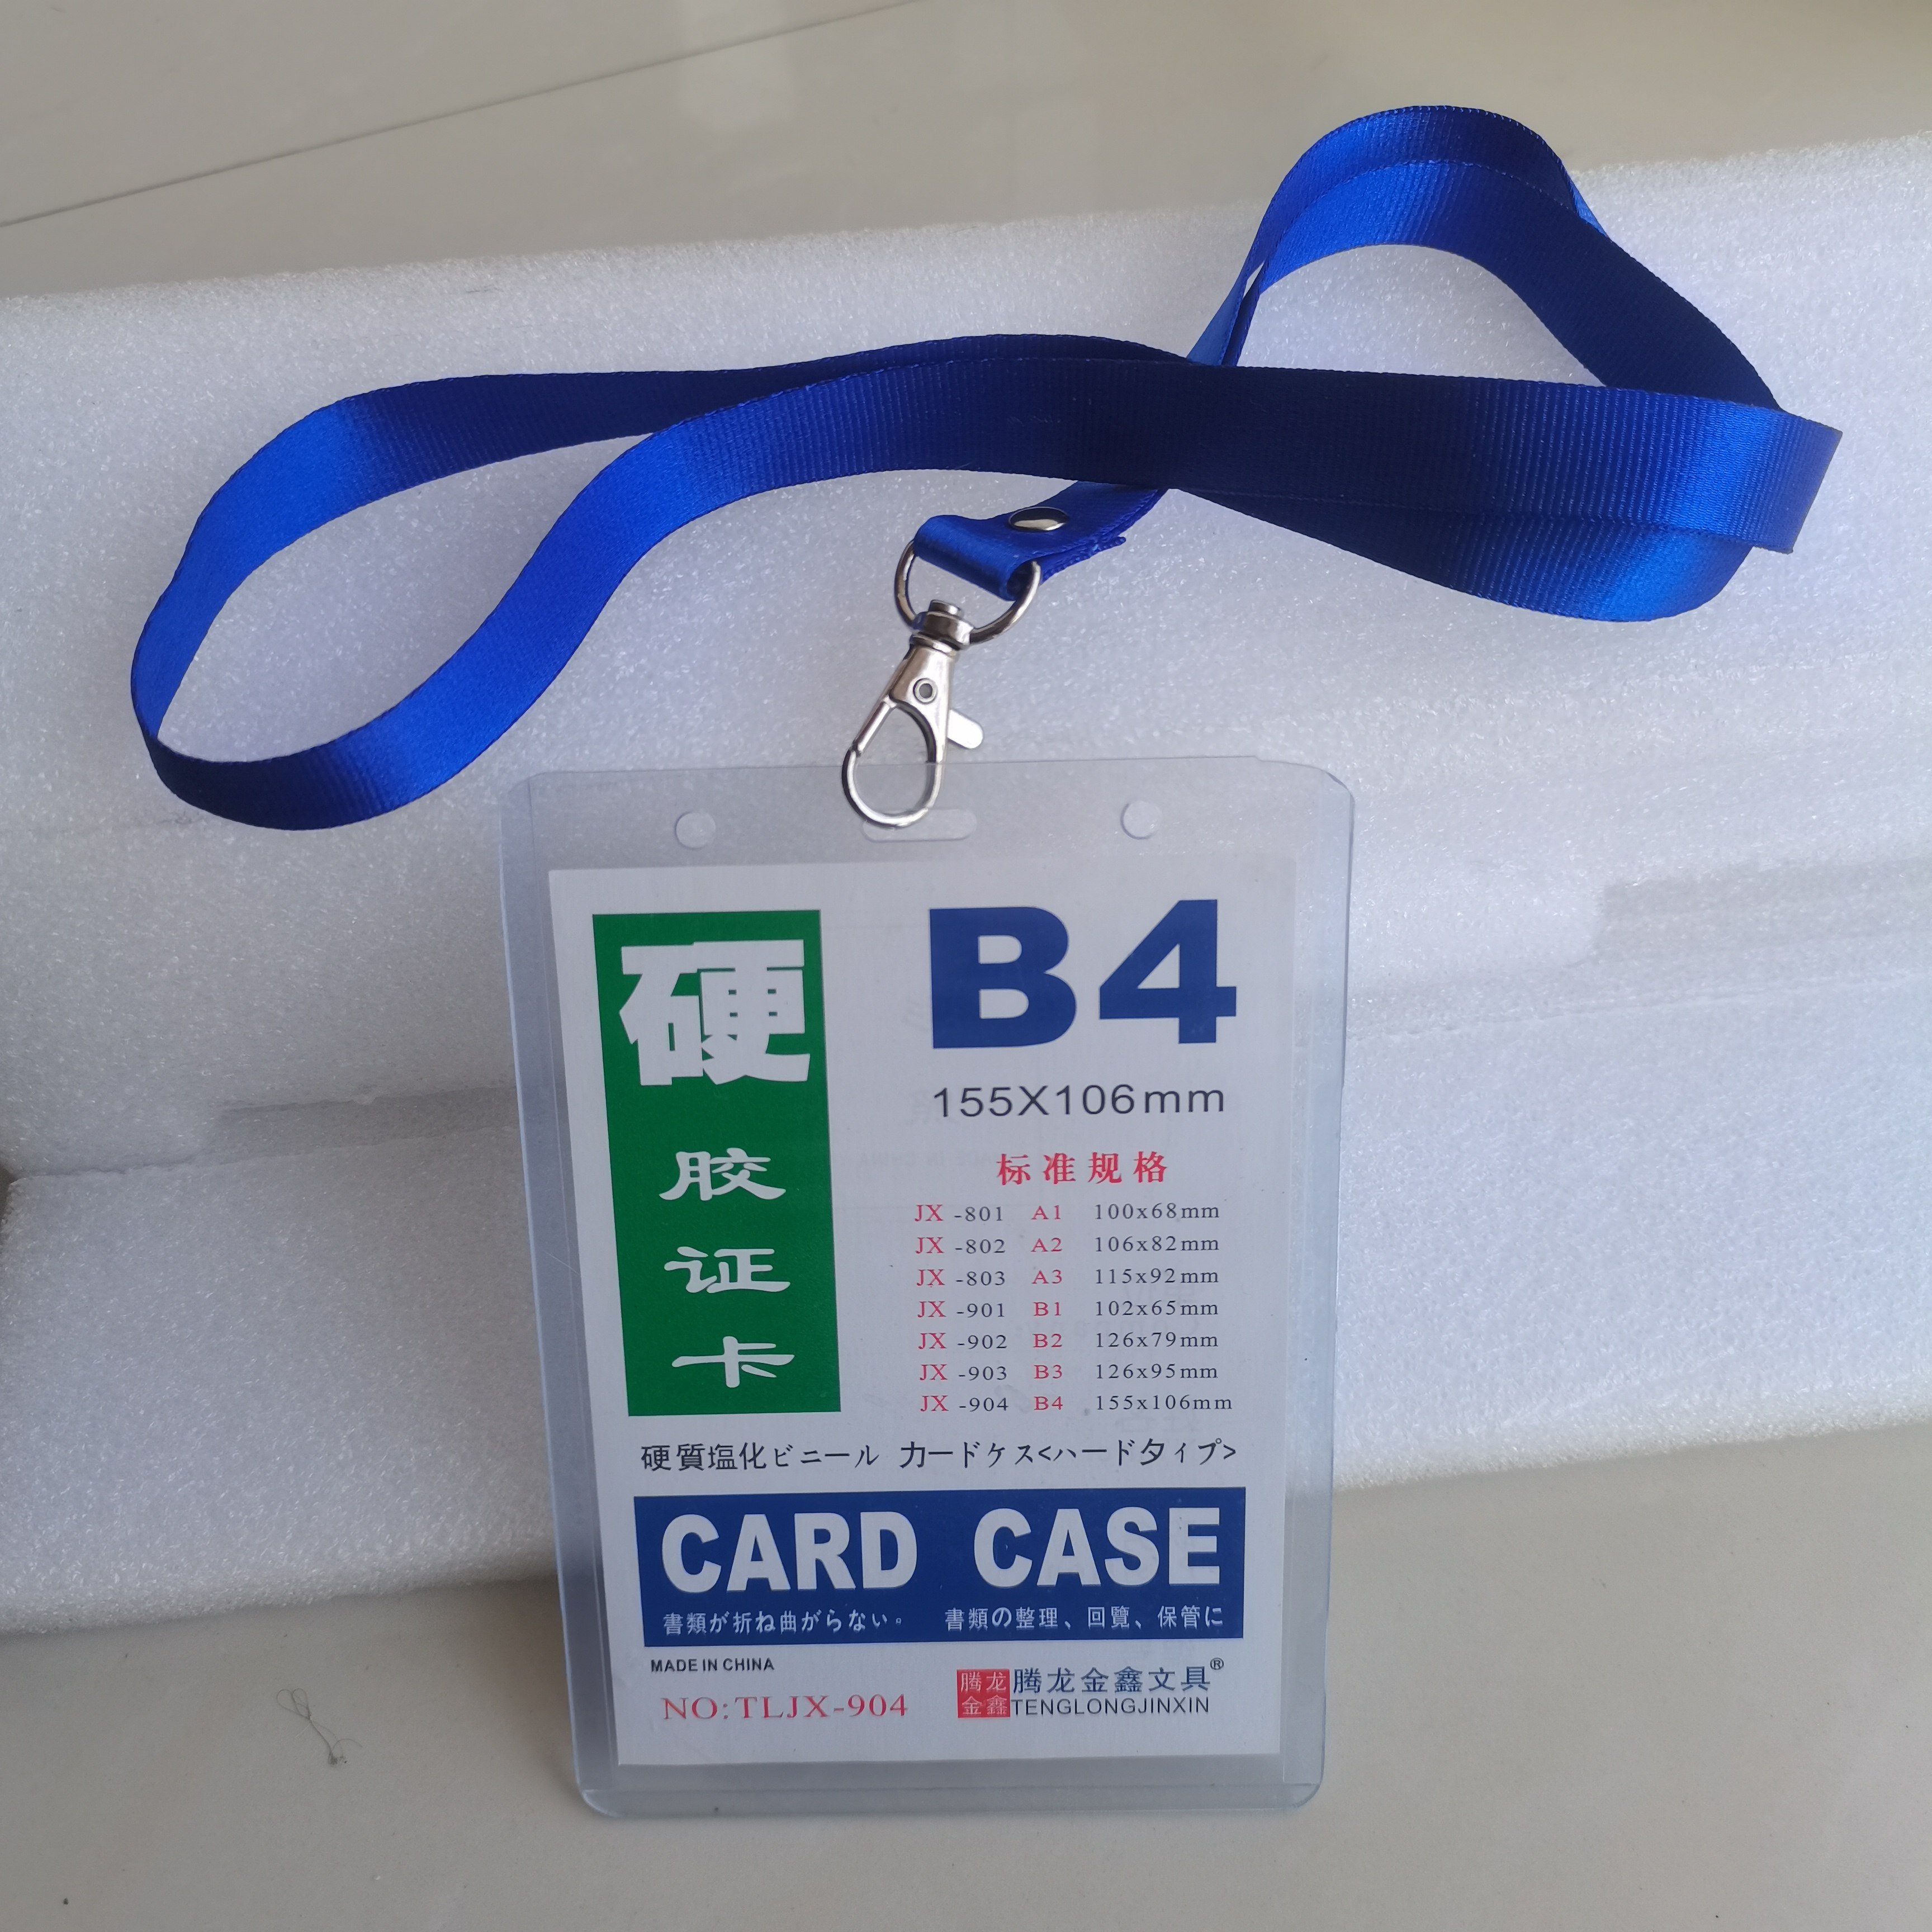 硬
胶
证
卡
B4
155X106mm
标准规格
JX -801 A1 100x68mm
JX -802 A2 106x82mm
JX -803 A3 115x92mm
JX -901 B1 102x65mm
JX -902 B2 126x79mm
JX -903 B3 126x95mm
JX -904 B4 155x106mm
硬質塩化ビニール カードケス<ハードタイプ>
CARD CASE
書類が折ね曲がらない。 書類の整理、回覽、保管に
MADE IN CHINA
NO:TLJX-904
腾龙
金鑫
腾龙金鑫文具®
TENGLONGJINXIN